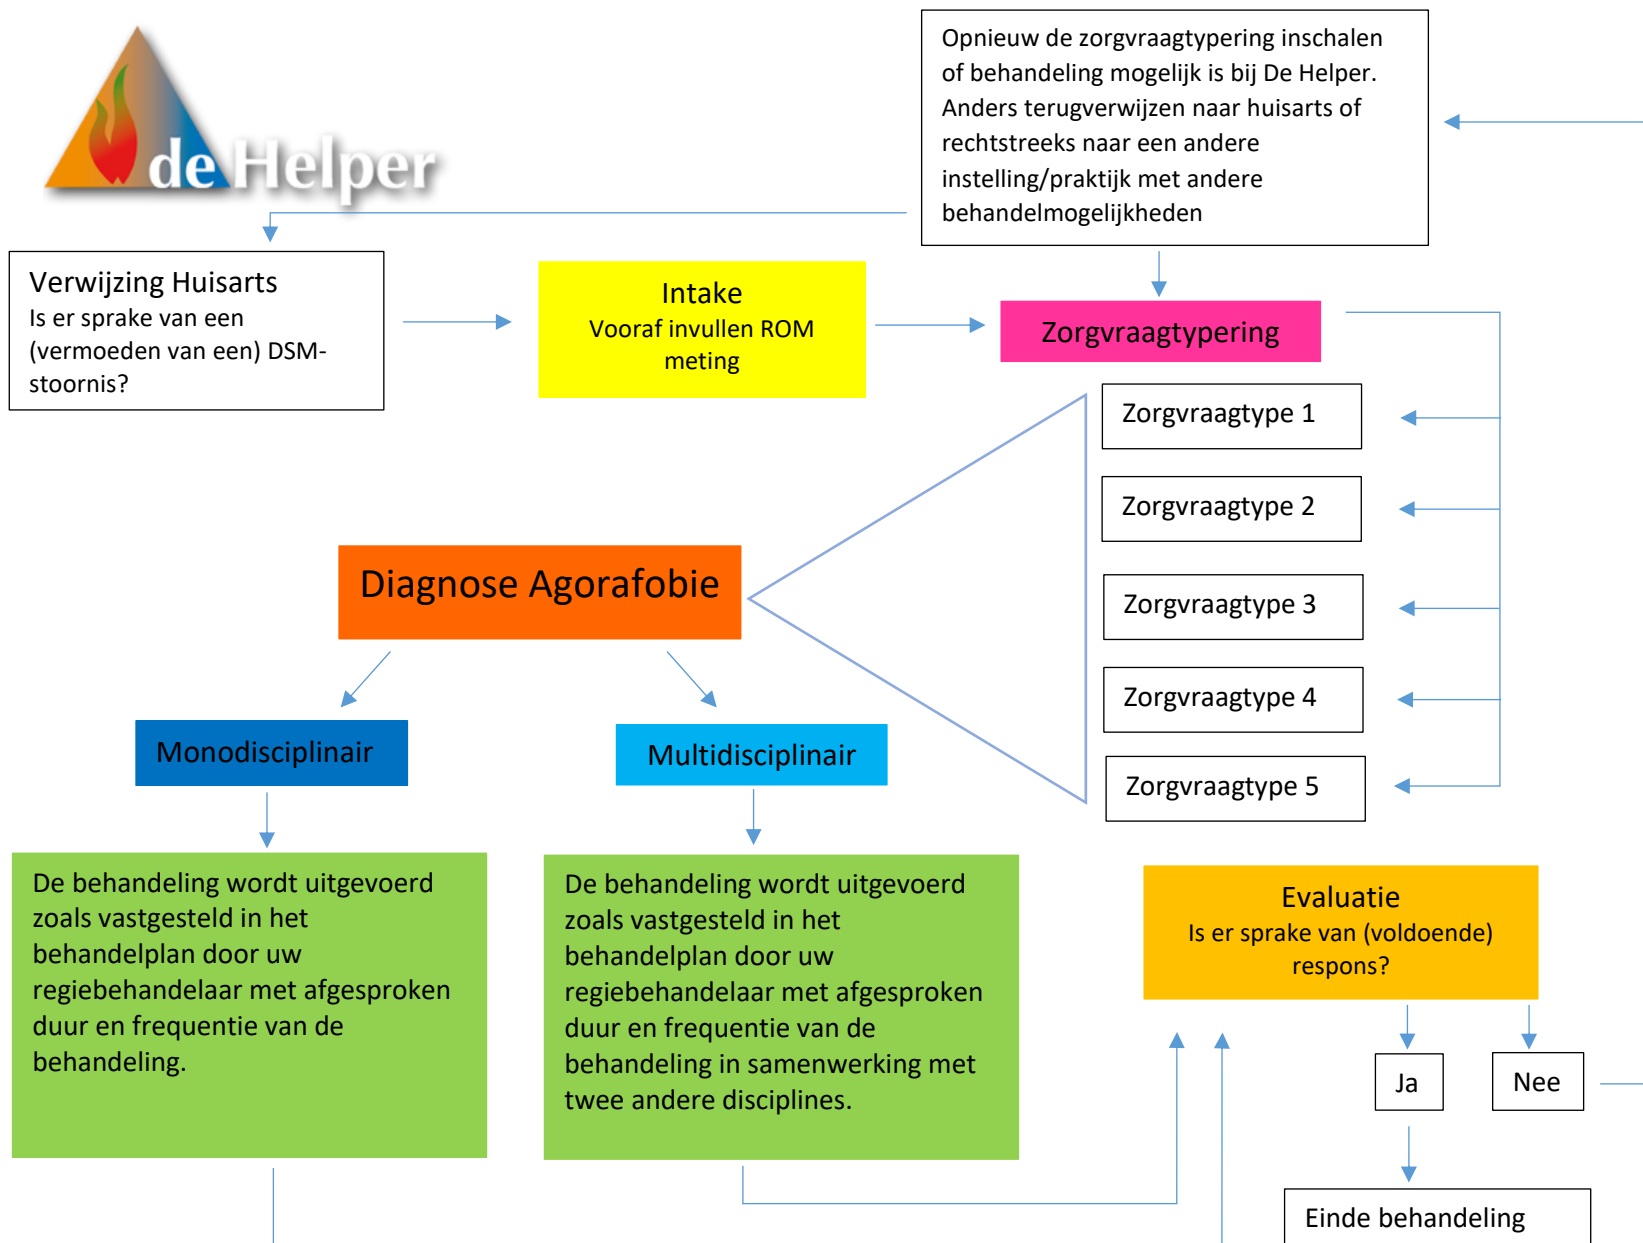 de Helper
Opnieuw de zorgvraagtypering inschalen
of behandeling mogelijk is bij De Helper.
Anders terugverwijzen naar huisarts of
rechtstreeks naar een andere
instelling/praktijk met andere
behandelmogelijkheden
Verwijzing Huisarts
Is er sprake van een
(vermoeden van een) DSM-
stoornis?
Intake
Vooraf invullen ROM
meting
Zorgvraagtypering
Zorgvraagtype 1
Zorgvraagtype 2
Zorgvraagtype 3
Zorgvraagtype 4
Zorgvraagtype 5
Diagnose Agorafobie
Monodisciplinair
Multidisciplinair
De behandeling wordt uitgevoerd
zoals vastgesteld in het
behandelplan door uw
regiebehandelaar met afgesproken
duur en frequentie van de
behandeling.
De behandeling wordt uitgevoerd
zoals vastgesteld in het
behandelplan door uw
regiebehandelaar met afgesproken
duur en frequentie van de
behandeling in samenwerking met
twee andere disciplines.
Evaluatie
Is er sprake van (voldoende)
respons?
Ja
Nee
Einde behandeling